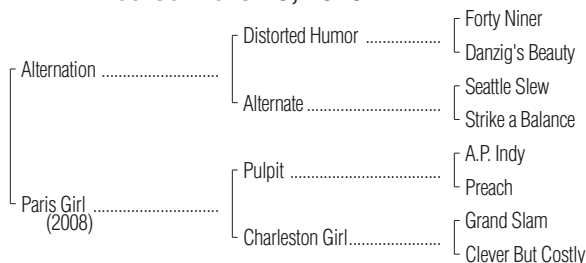 Forty Niner
Distorted Humor
Danzig's Beauty
Alternation
Seattle Slew
Alternate
Strike a Balance
A.P. Indy
Pulpit
Preach
Paris Girl
(2008)
Grand Slam
Charleston Girl
Clever But Costly